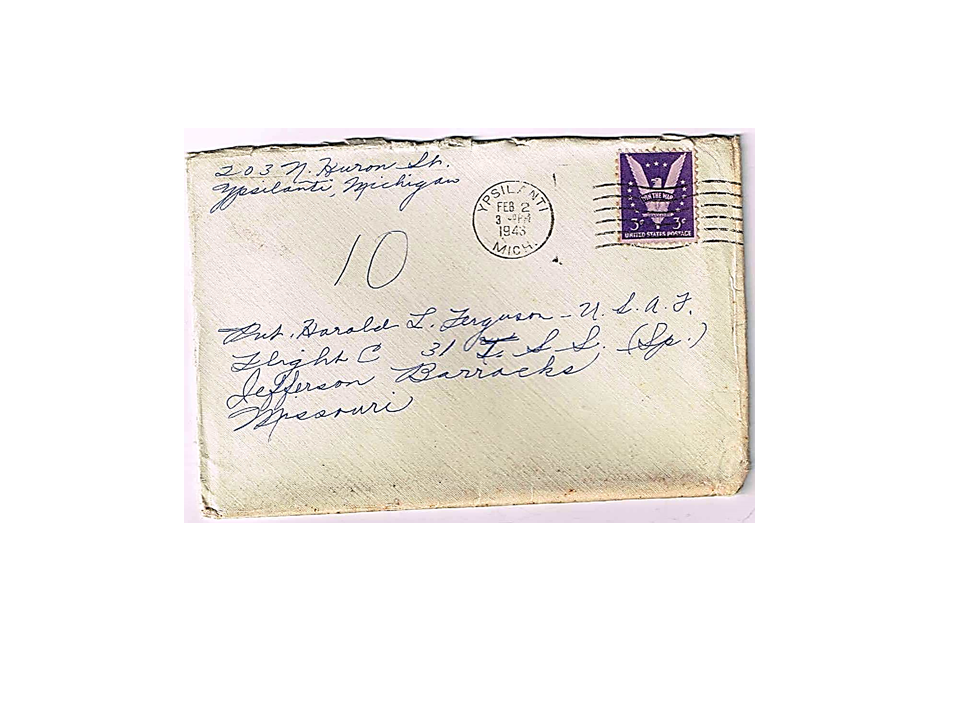 203 N. Huron St.
Ypsilanti, Michigan
YPSILANTI
FEB 2
3 - PM
1943
MICH.
WIN THE WAR
3¢ 3¢
UNITED STATES POSTAGE
10
Pvt. Harold L. Ferguson - U.S.A.F.
Flight C 31 T. S. S. (Sp.)
Jefferson Barracks
Missouri